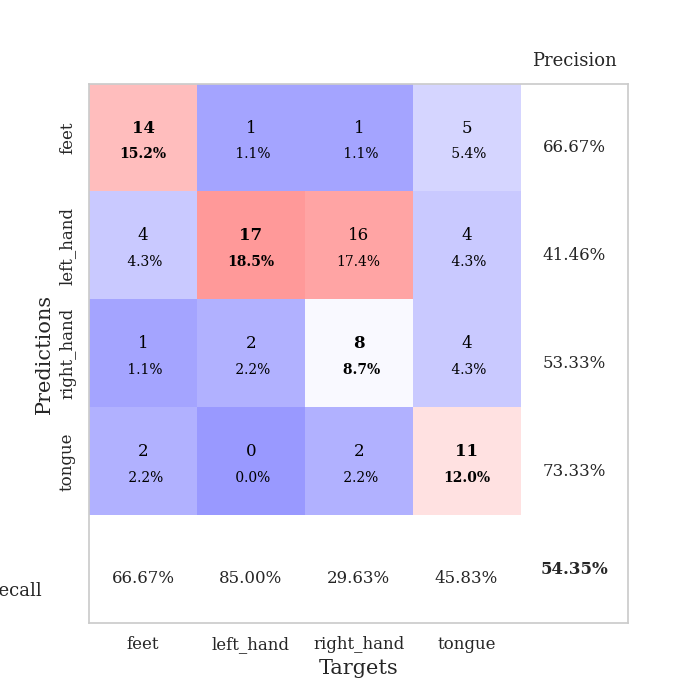 Precision
feet 14 1 1 5 66.67%
15.2% 1.1% 1.1% 5.4%
left_hand 4 17 16 4 41.46%
4.3% 18.5% 17.4% 4.3%
Predictions
right_hand 1 2 8 4 53.33%
1.1% 2.2% 8.7% 4.3%
tongue 2 0 2 11 73.33%
2.2% 0.0% 2.2% 12.0%
ecall 66.67% 85.00% 29.63% 45.83% 54.35%
feet left_hand right_hand tongue
Targets